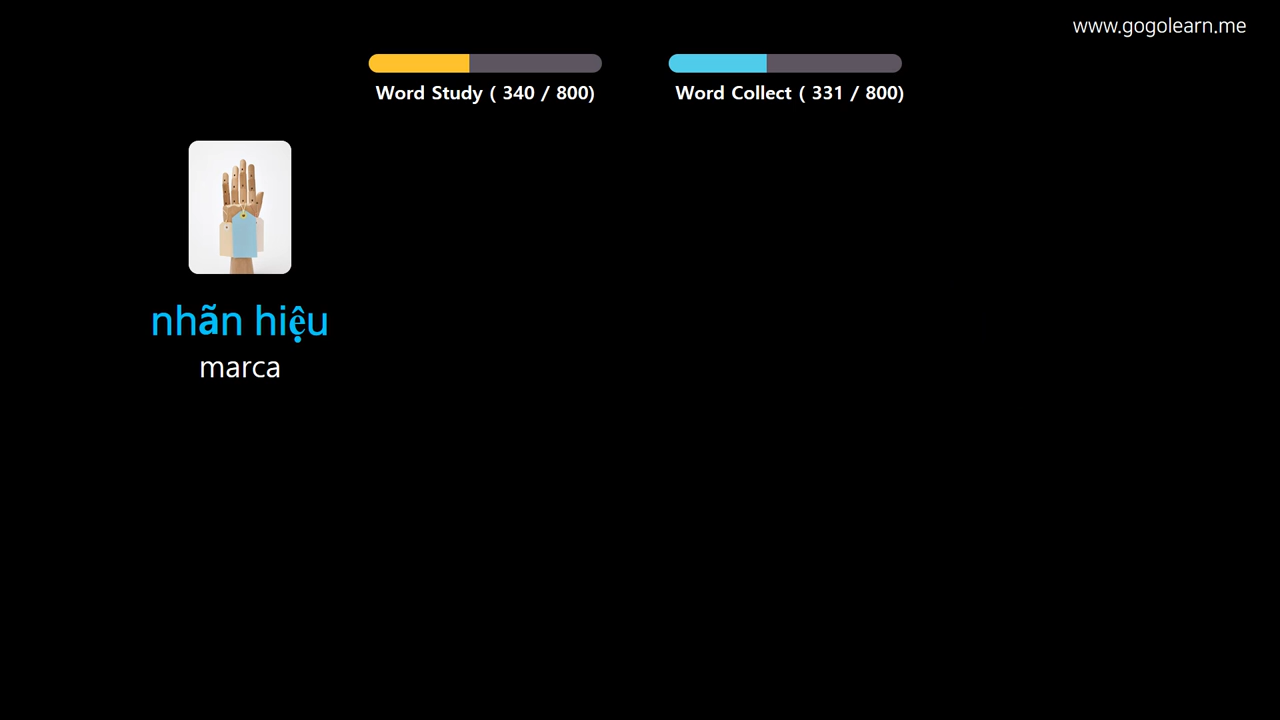 www.gogolearn.me
Word Study ( 340 / 800)
Word Collect ( 331 / 800)
nhãn hiệu
marca